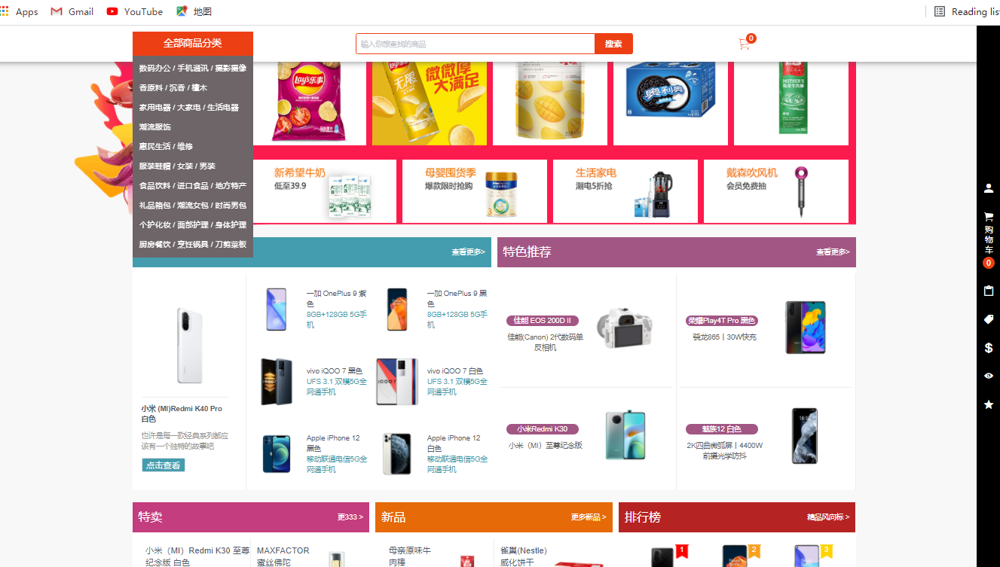 Apps
Gmail
YouTube
地图
Reading lis
全部商品分类
输入你想查找的商品
搜索
0
数码办公 / 手机通讯 / 摄影摄像
香原料 / 沉香 / 檀木
家用电器 / 大家电 / 生活电器
潮流服饰
惠民生活 / 维修
服装鞋帽 / 女装 / 男装
食品饮料 / 进口食品 / 地方特产
礼品箱包 / 潮流女包 / 时尚男包
个护化妆 / 面部护理 / 身体护理
厨房餐饮 / 烹饪锅具 / 刀剪菜板
Lay's乐事
无限
微微厚
大满足
奥利奥
MOTHER'S
新希望牛奶
低至39.9
母婴囤货季
爆款限时抢购
3
生活家电
潮电5折抢
戴森吹风机
会员免费抽
购
物
车
0
查看更多>
特色推荐
查看更多>
小米 (MI)Redmi K40 Pro
白色
也许是每一款经典系列都应
该有一个独特的故事吧
点击查看
一加 OnePlus 9 紫
色
8GB+128GB 5G手
机
一加 OnePlus 9 黑
色
8GB+128GB 5G手
机
vivo iQOO 7 黑色
UFS 3.1 双模5G全
网通手机
iQOO 7
vivo iQOO 7 白色
UFS 3.1 双模5G全
网通手机
Apple iPhone 12
黑色
移动联通电信5G全
网通手机
Apple iPhone 12
白色
移动联通电信5G全
网通手机
佳能 EOS 200D II
佳能(Canon) 2代数码单
反相机
荣耀Play4T Pro 黑色
骁龙865丨30W快充
小米Redmi K30
小米（MI）至尊纪念版
魅族12 白色
2K四曲微弧屏丨4400W
前摄光学防抖
特卖
更333 >
新品
更多新品 >
排行榜
精品风向标 >
小米（MI）Redmi K30 至尊
纪念版 白色
MAXFACTOR
蜜丝佛陀
母亲原味牛
肉棒
雀巢(Nestle)
威化饼干
1
2
3